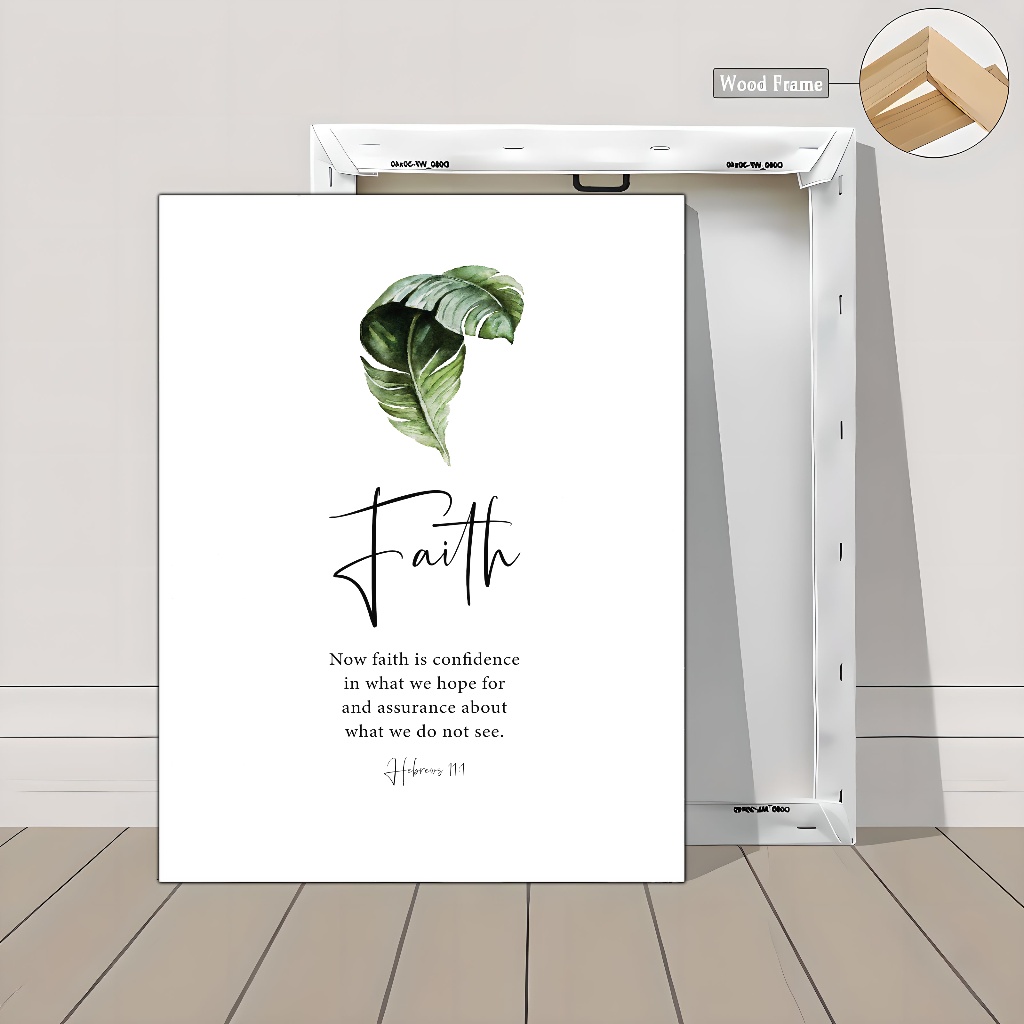 Wood Frame
Faith
Now faith is confidence
in what we hope for
and assurance about
what we do not see.
Hebrews 11:1